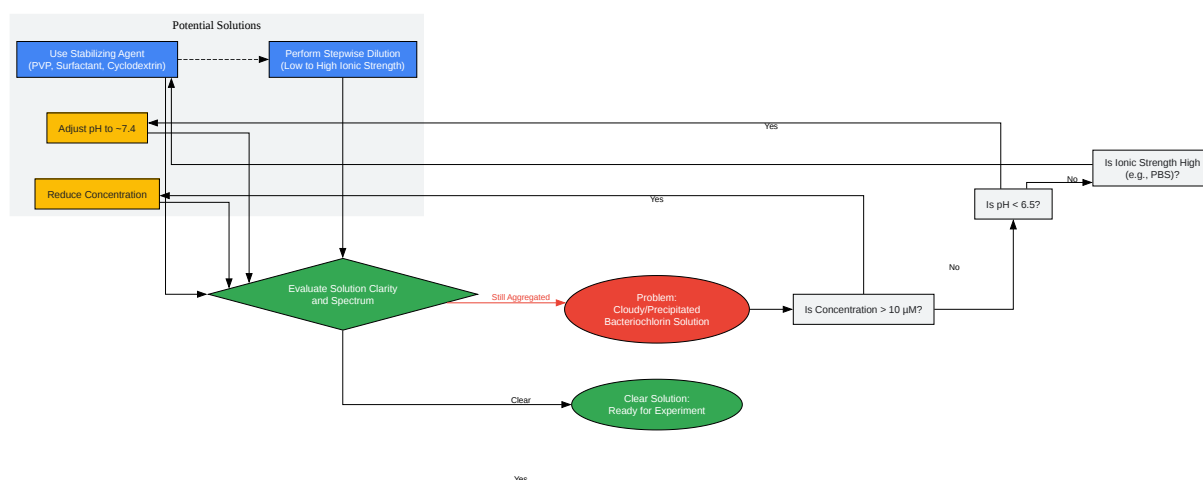 Potential Solutions
Use Stabilizing Agent
(PVP, Surfactant, Cyclodextrin)
Perform Stepwise Dilution
(Low to High Ionic Strength)
Adjust pH to ~7.4
Yes
Is Ionic Strength High
(e.g., PBS)?
No
Reduce Concentration
Yes
Is pH < 6.5?
No
Evaluate Solution Clarity
and Spectrum
Still Aggregated
Problem:
Cloudy/Precipitated
Bacteriochlorin Solution
Is Concentration > 10 µM?
Clear
Clear Solution:
Ready for Experiment
Yes